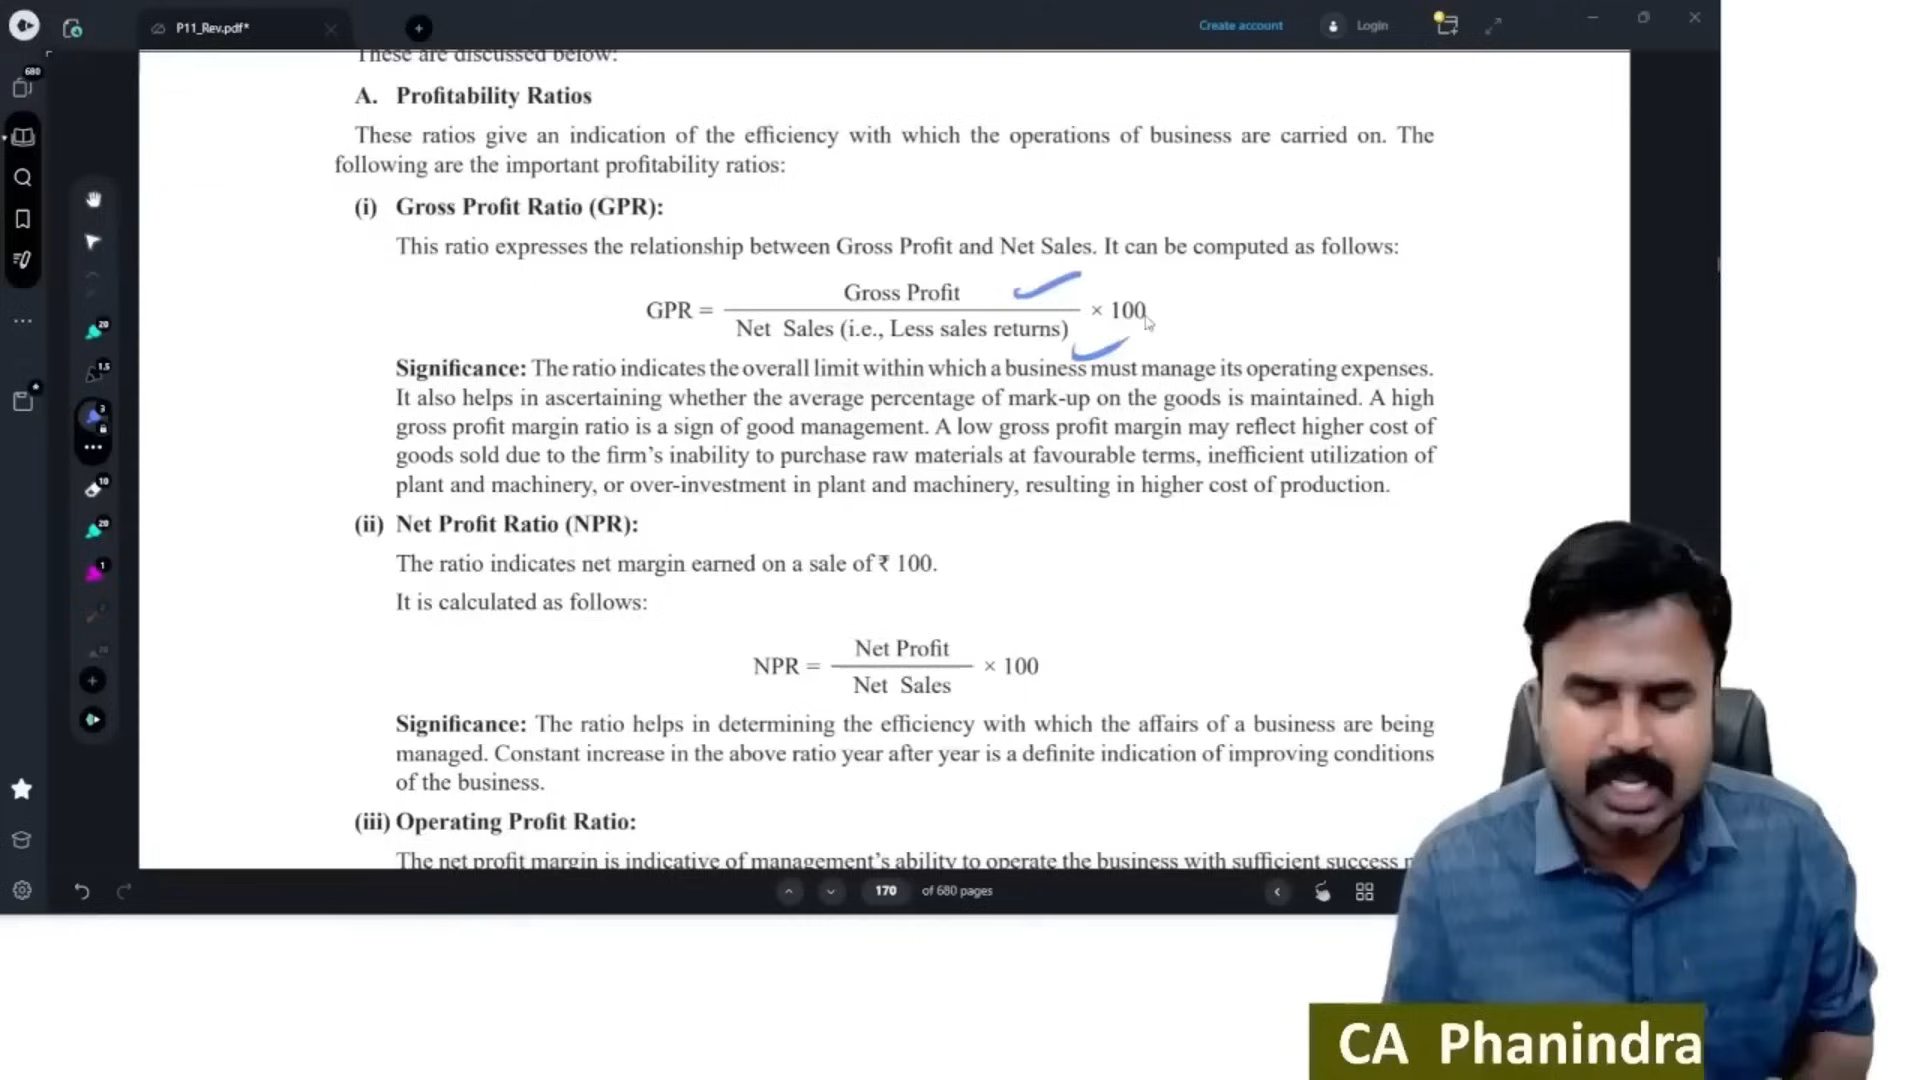 P11_Rev.pdf*
Create account
Login
680
These are discussed below:
A. Profitability Ratios
These ratios give an indication of the efficiency with which the operations of business are carried on. The
following are the important profitability ratios:
(i) Gross Profit Ratio (GPR):
This ratio expresses the relationship between Gross Profit and Net Sales. It can be computed as follows:
GPR = Gross Profit
Net Sales (i.e., Less sales returns) × 100
Significance: The ratio indicates the overall limit within which a business must manage its operating expenses.
It also helps in ascertaining whether the average percentage of mark-up on the goods is maintained. A high
gross profit margin ratio is a sign of good management. A low gross profit margin may reflect higher cost of
goods sold due to the firm's inability to purchase raw materials at favourable terms, inefficient utilization of
plant and machinery, or over-investment in plant and machinery, resulting in higher cost of production.
(ii) Net Profit Ratio (NPR):
The ratio indicates net margin earned on a sale of ₹ 100.
It is calculated as follows:
NPR = Net Profit
Net Sales × 100
Significance: The ratio helps in determining the efficiency with which the affairs of a business are being
managed. Constant increase in the above ratio year after year is a definite indication of improving conditions
of the business.
(iii) Operating Profit Ratio:
The net profit margin is indicative of management's ability to operate the business with sufficient success
20
1.5
3
10
20
1
170 of 680 pages
CA Phanindra